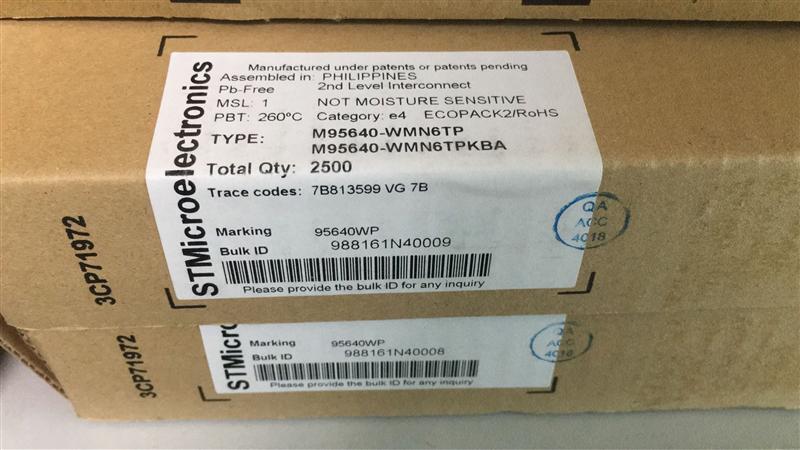 STMicroelectronics
Manufactured under patents or patents pending
Assembled in: PHILIPPINES
Pb-Free 2nd Level Interconnect
MSL: 1 NOT MOISTURE SENSITIVE
PBT: 260ºC Category: e4 ECOPACK2/RoHS
TYPE: M95640-WMN6TP
M95640-WMN6TPKBA
Total Qty: 2500
Trace codes: 7B813599 VG 7B
Marking 95640WP
Bulk ID 988161N40009
Please provide the bulk ID for any inquiry
QA
ACC
4018
3CP71972
STMicro
Marking 95640WP
Bulk ID 988161N40008
Please provide the bulk ID for any inquiry
QA
ACC
4018
3CP71972